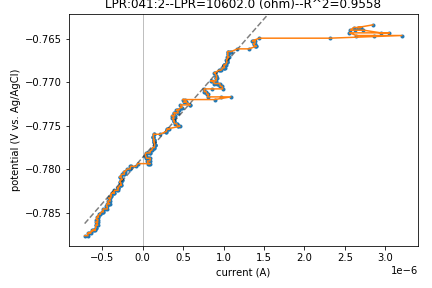 LPR:041:2--LPR=10602.0 (ohm)--R^2=0.9558
potential (V vs. Ag/AgCl)
−0.765
−0.770
−0.775
−0.780
−0.785
−0.5 0.0 0.5 1.0 1.5 2.0 2.5 3.0
1e−6
current (A)